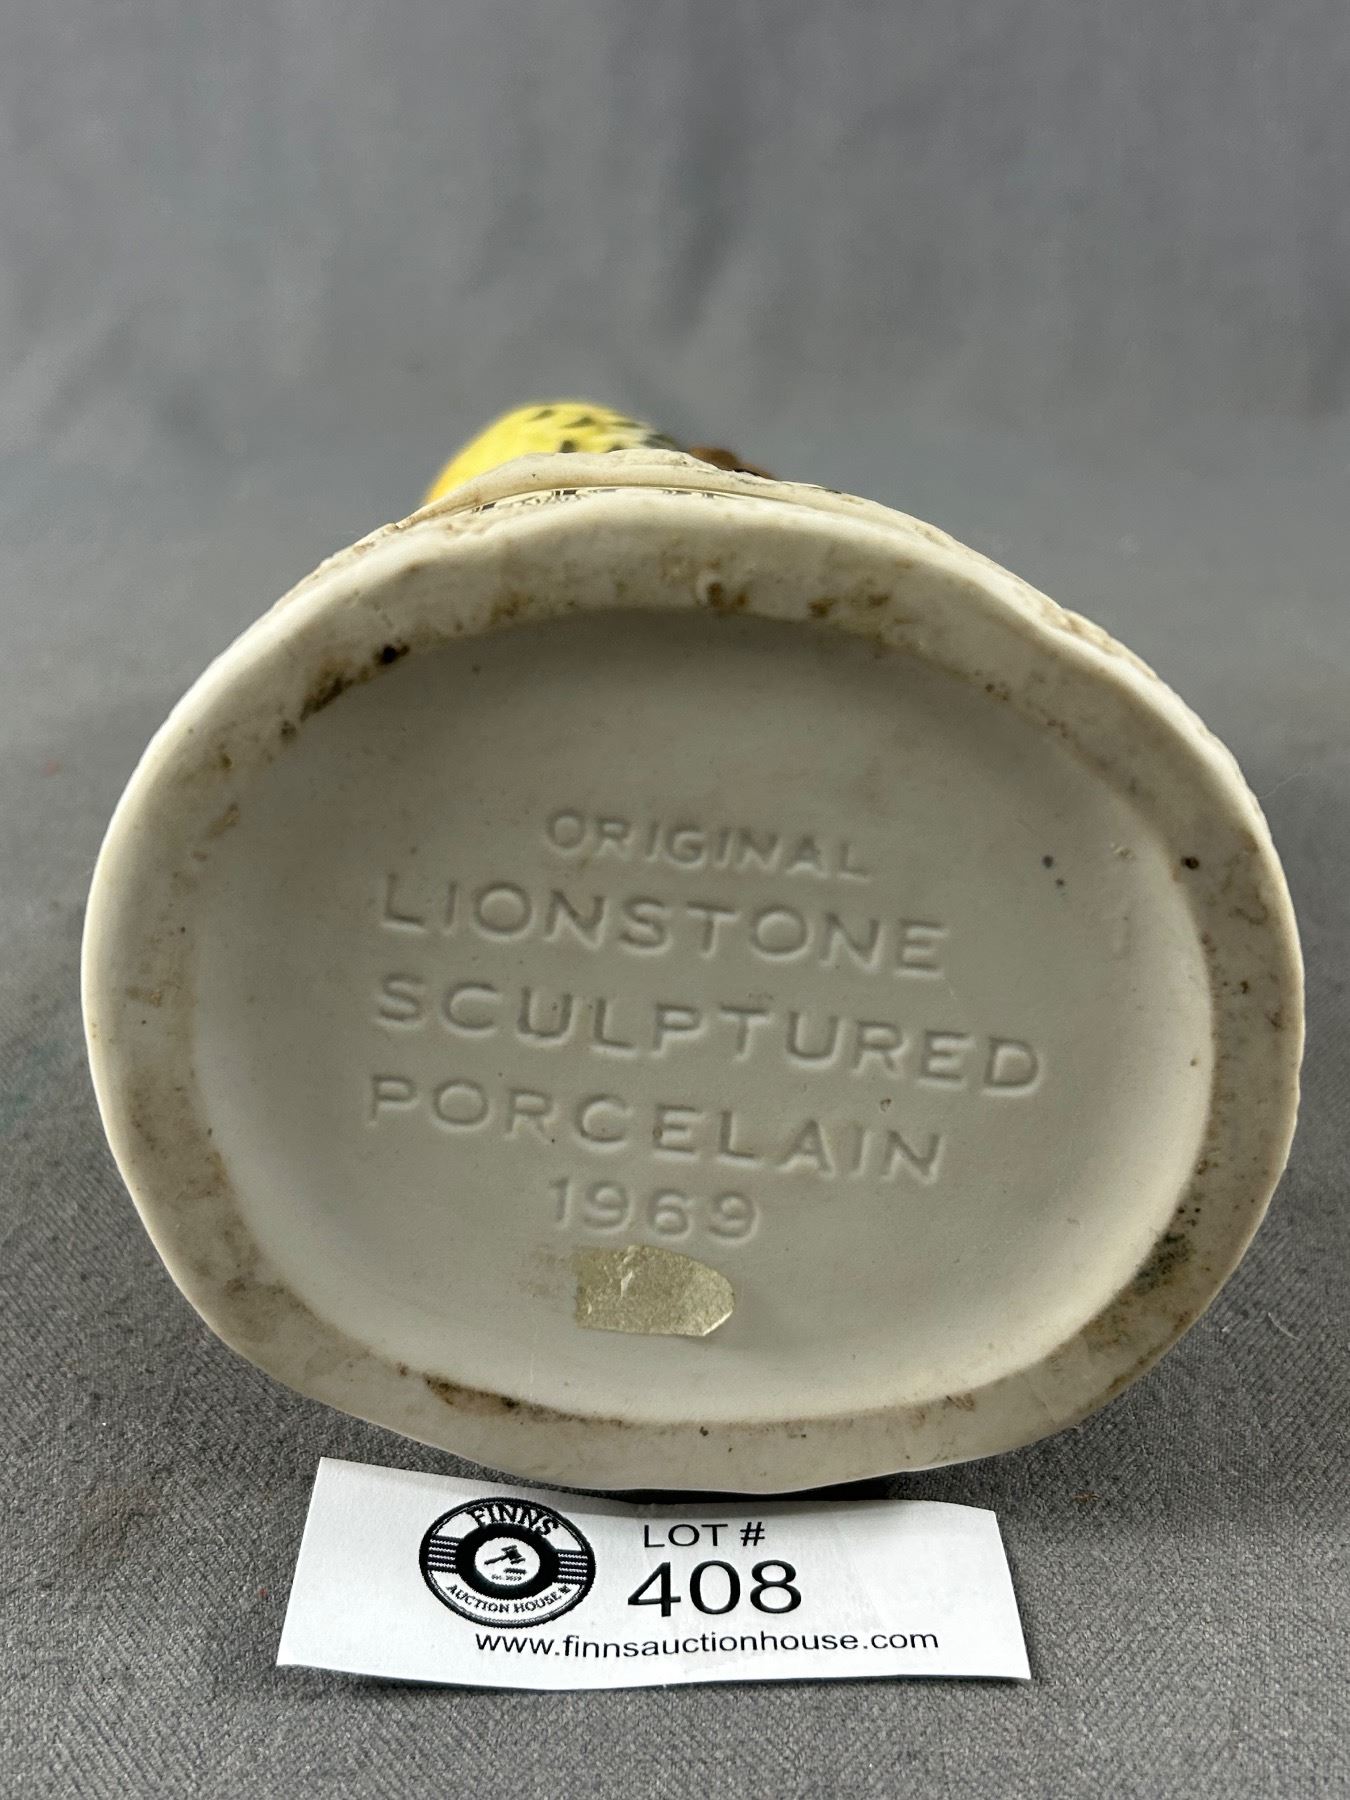 ORIGINAL
LIONSTONE
SCULPTURED
PORCELAIN
1969
FINNS
AUCTION HOUSE
LOT #
408
www.finnsauctionhouse.com